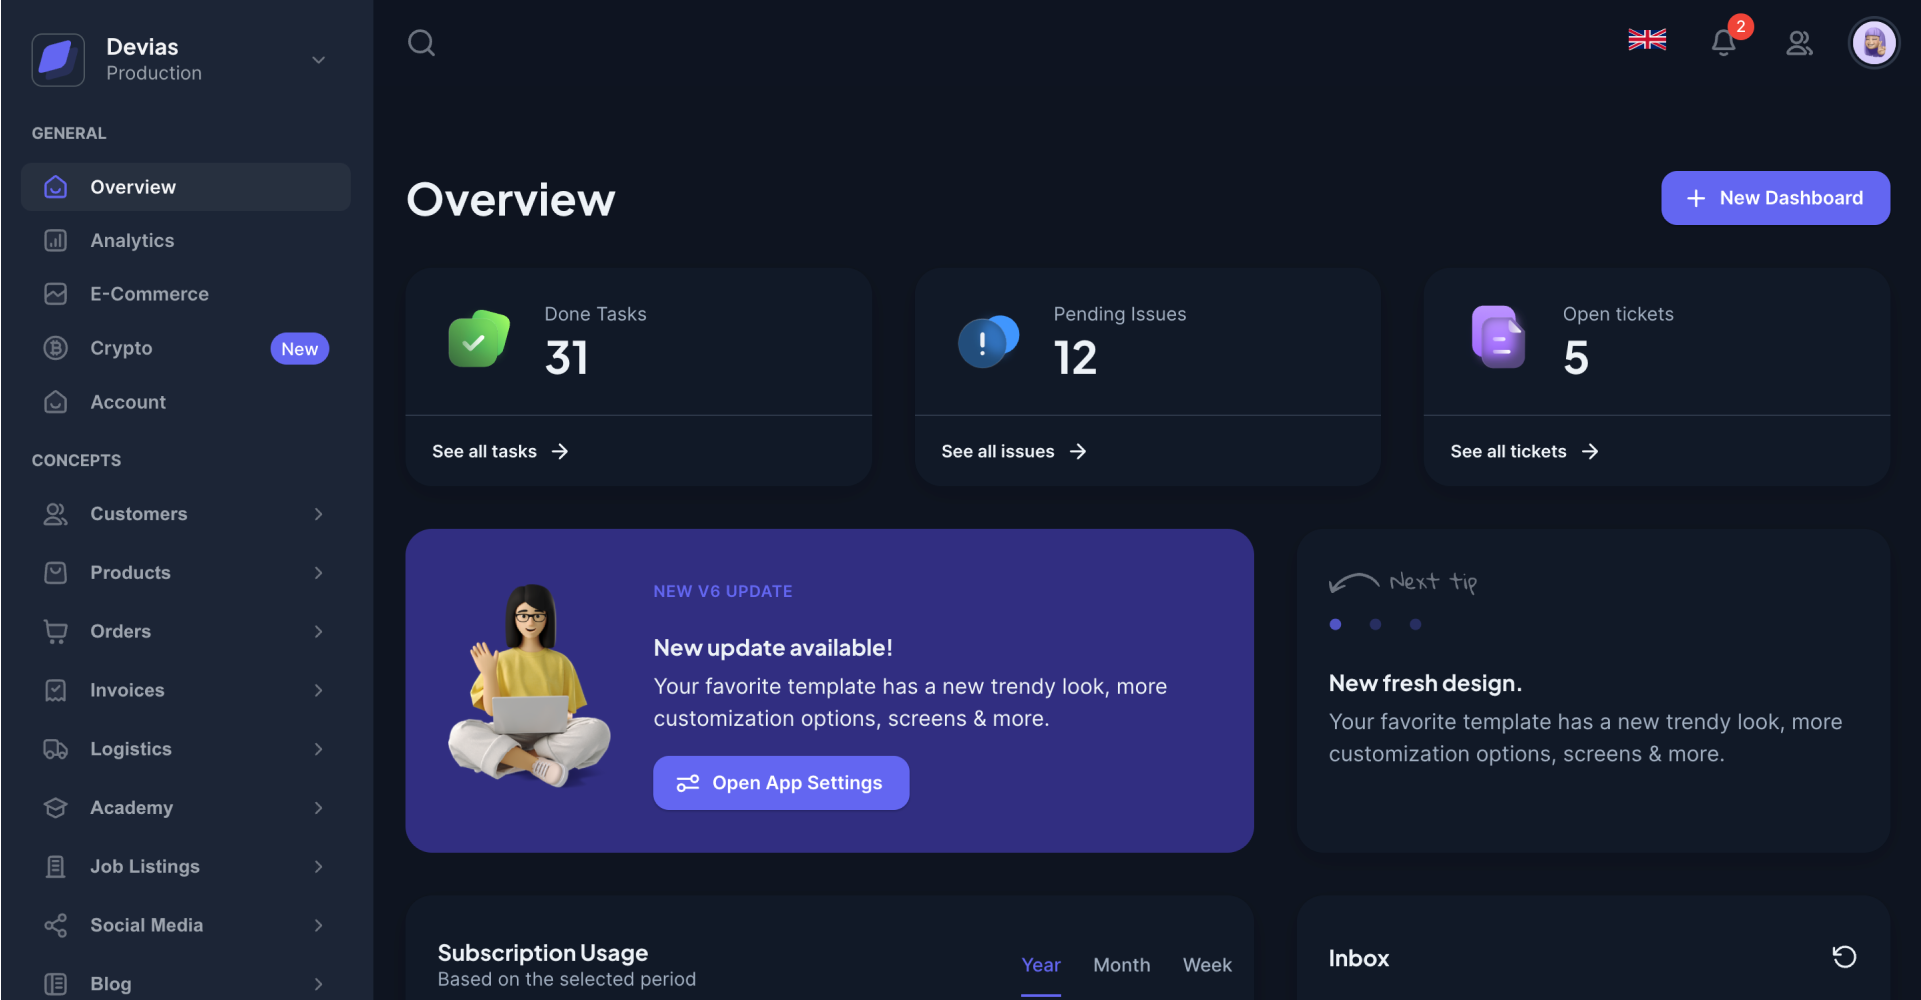 Devias
Production
GENERAL
Overview
Analytics
E-Commerce
Crypto
New
Account
CONCEPTS
Customers
Products
Orders
Invoices
Logistics
Academy
Job Listings
Social Media
Blog
2
Overview
New Dashboard
Done Tasks
31
See all tasks
Pending Issues
12
See all issues
Open tickets
5
See all tickets
NEW V6 UPDATE
New update available!
Your favorite template has a new trendy look, more
customization options, screens & more.
Open App Settings
Next tip
New fresh design.
Your favorite template has a new trendy look, more
customization options, screens & more.
Subscription Usage
Based on the selected period
Year
Month
Week
Inbox